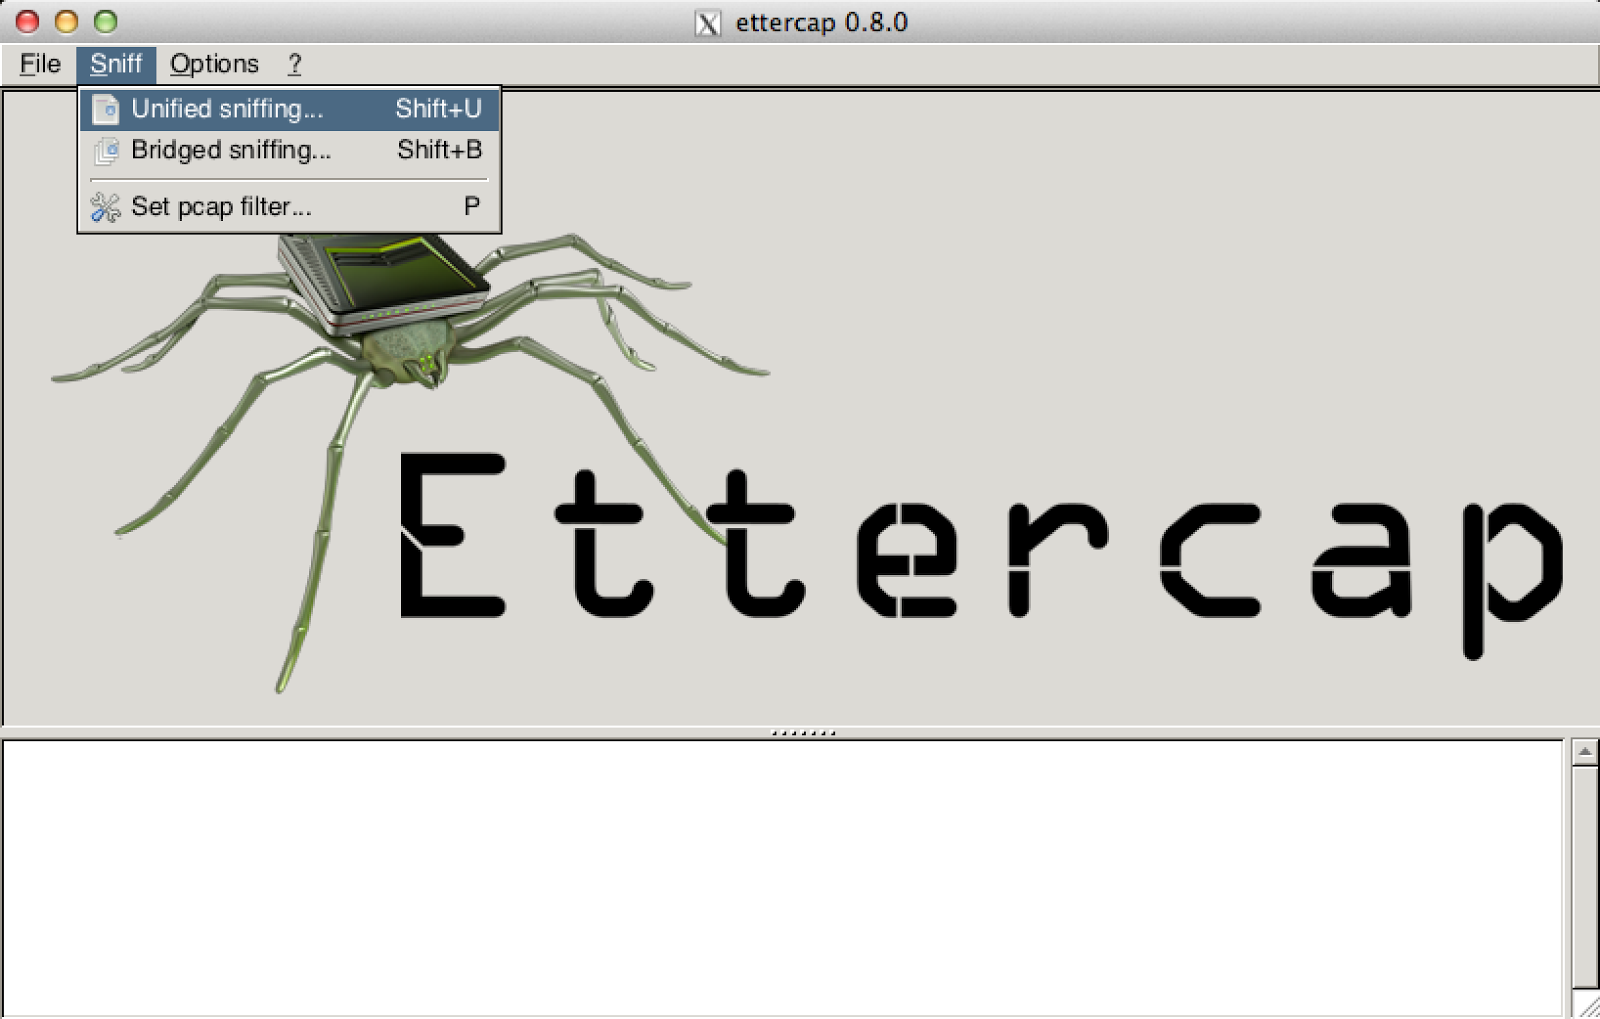 ettercap 0.8.0
File Sniff Options ?
Unified sniffing... Shift+U
Bridged sniffing... Shift+B
Set pcap filter... P
Ettercap